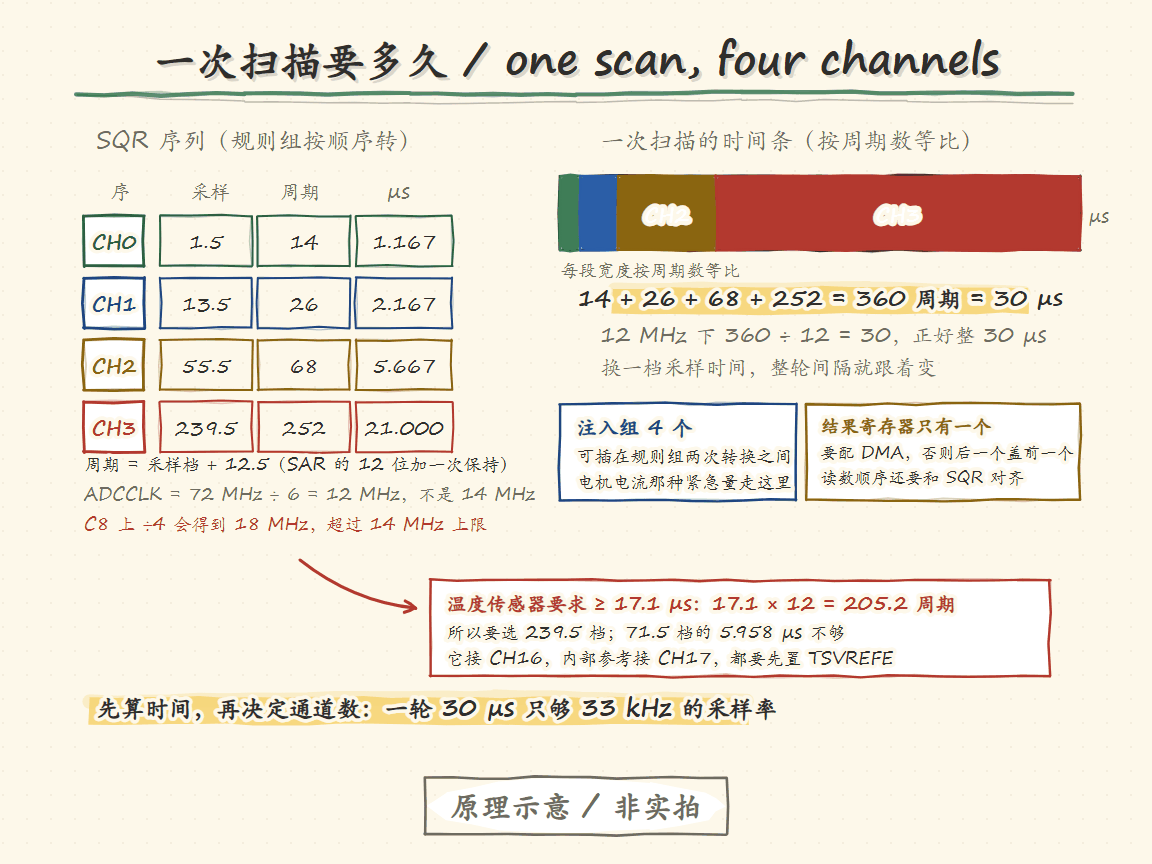 一次扫描要多久 / one scan, four channels
SQR 序列（规则组按顺序转）
序 采样 周期 µs
CH0 1.5 14 1.167
CH1 13.5 26 2.167
CH2 55.5 68 5.667
CH3 239.5 252 21.000
周期 = 采样档 + 12.5（SAR 的 12 位加一次保持）
ADCCLK = 72 MHz ÷ 6 = 12 MHz，不是 14 MHz
C8 上 ÷4 会得到 18 MHz，超过 14 MHz 上限
一次扫描的时间条（按周期数等比）
CH2 CH3 µs
每段宽度按周期数等比
14 + 26 + 68 + 252 = 360 周期 = 30 µs
12 MHz 下 360 ÷ 12 = 30，正好整 30 µs
换一档采样时间，整轮间隔就跟着变
注入组 4 个
可插在规则组两次转换之间
电机电流那种紧急量走这里
结果寄存器只有一个
要配 DMA，否则后一个盖前一个
读数顺序还要和 SQR 对齐
温度传感器要求 ≥ 17.1 µs：17.1 × 12 = 205.2 周期
所以要选 239.5 档；71.5 档的 5.958 µs 不够
它接 CH16，内部参考接 CH17，都要先置 TSVREFE
先算时间，再决定通道数：一轮 30 µs 只够 33 kHz 的采样率
原理示意 / 非实拍